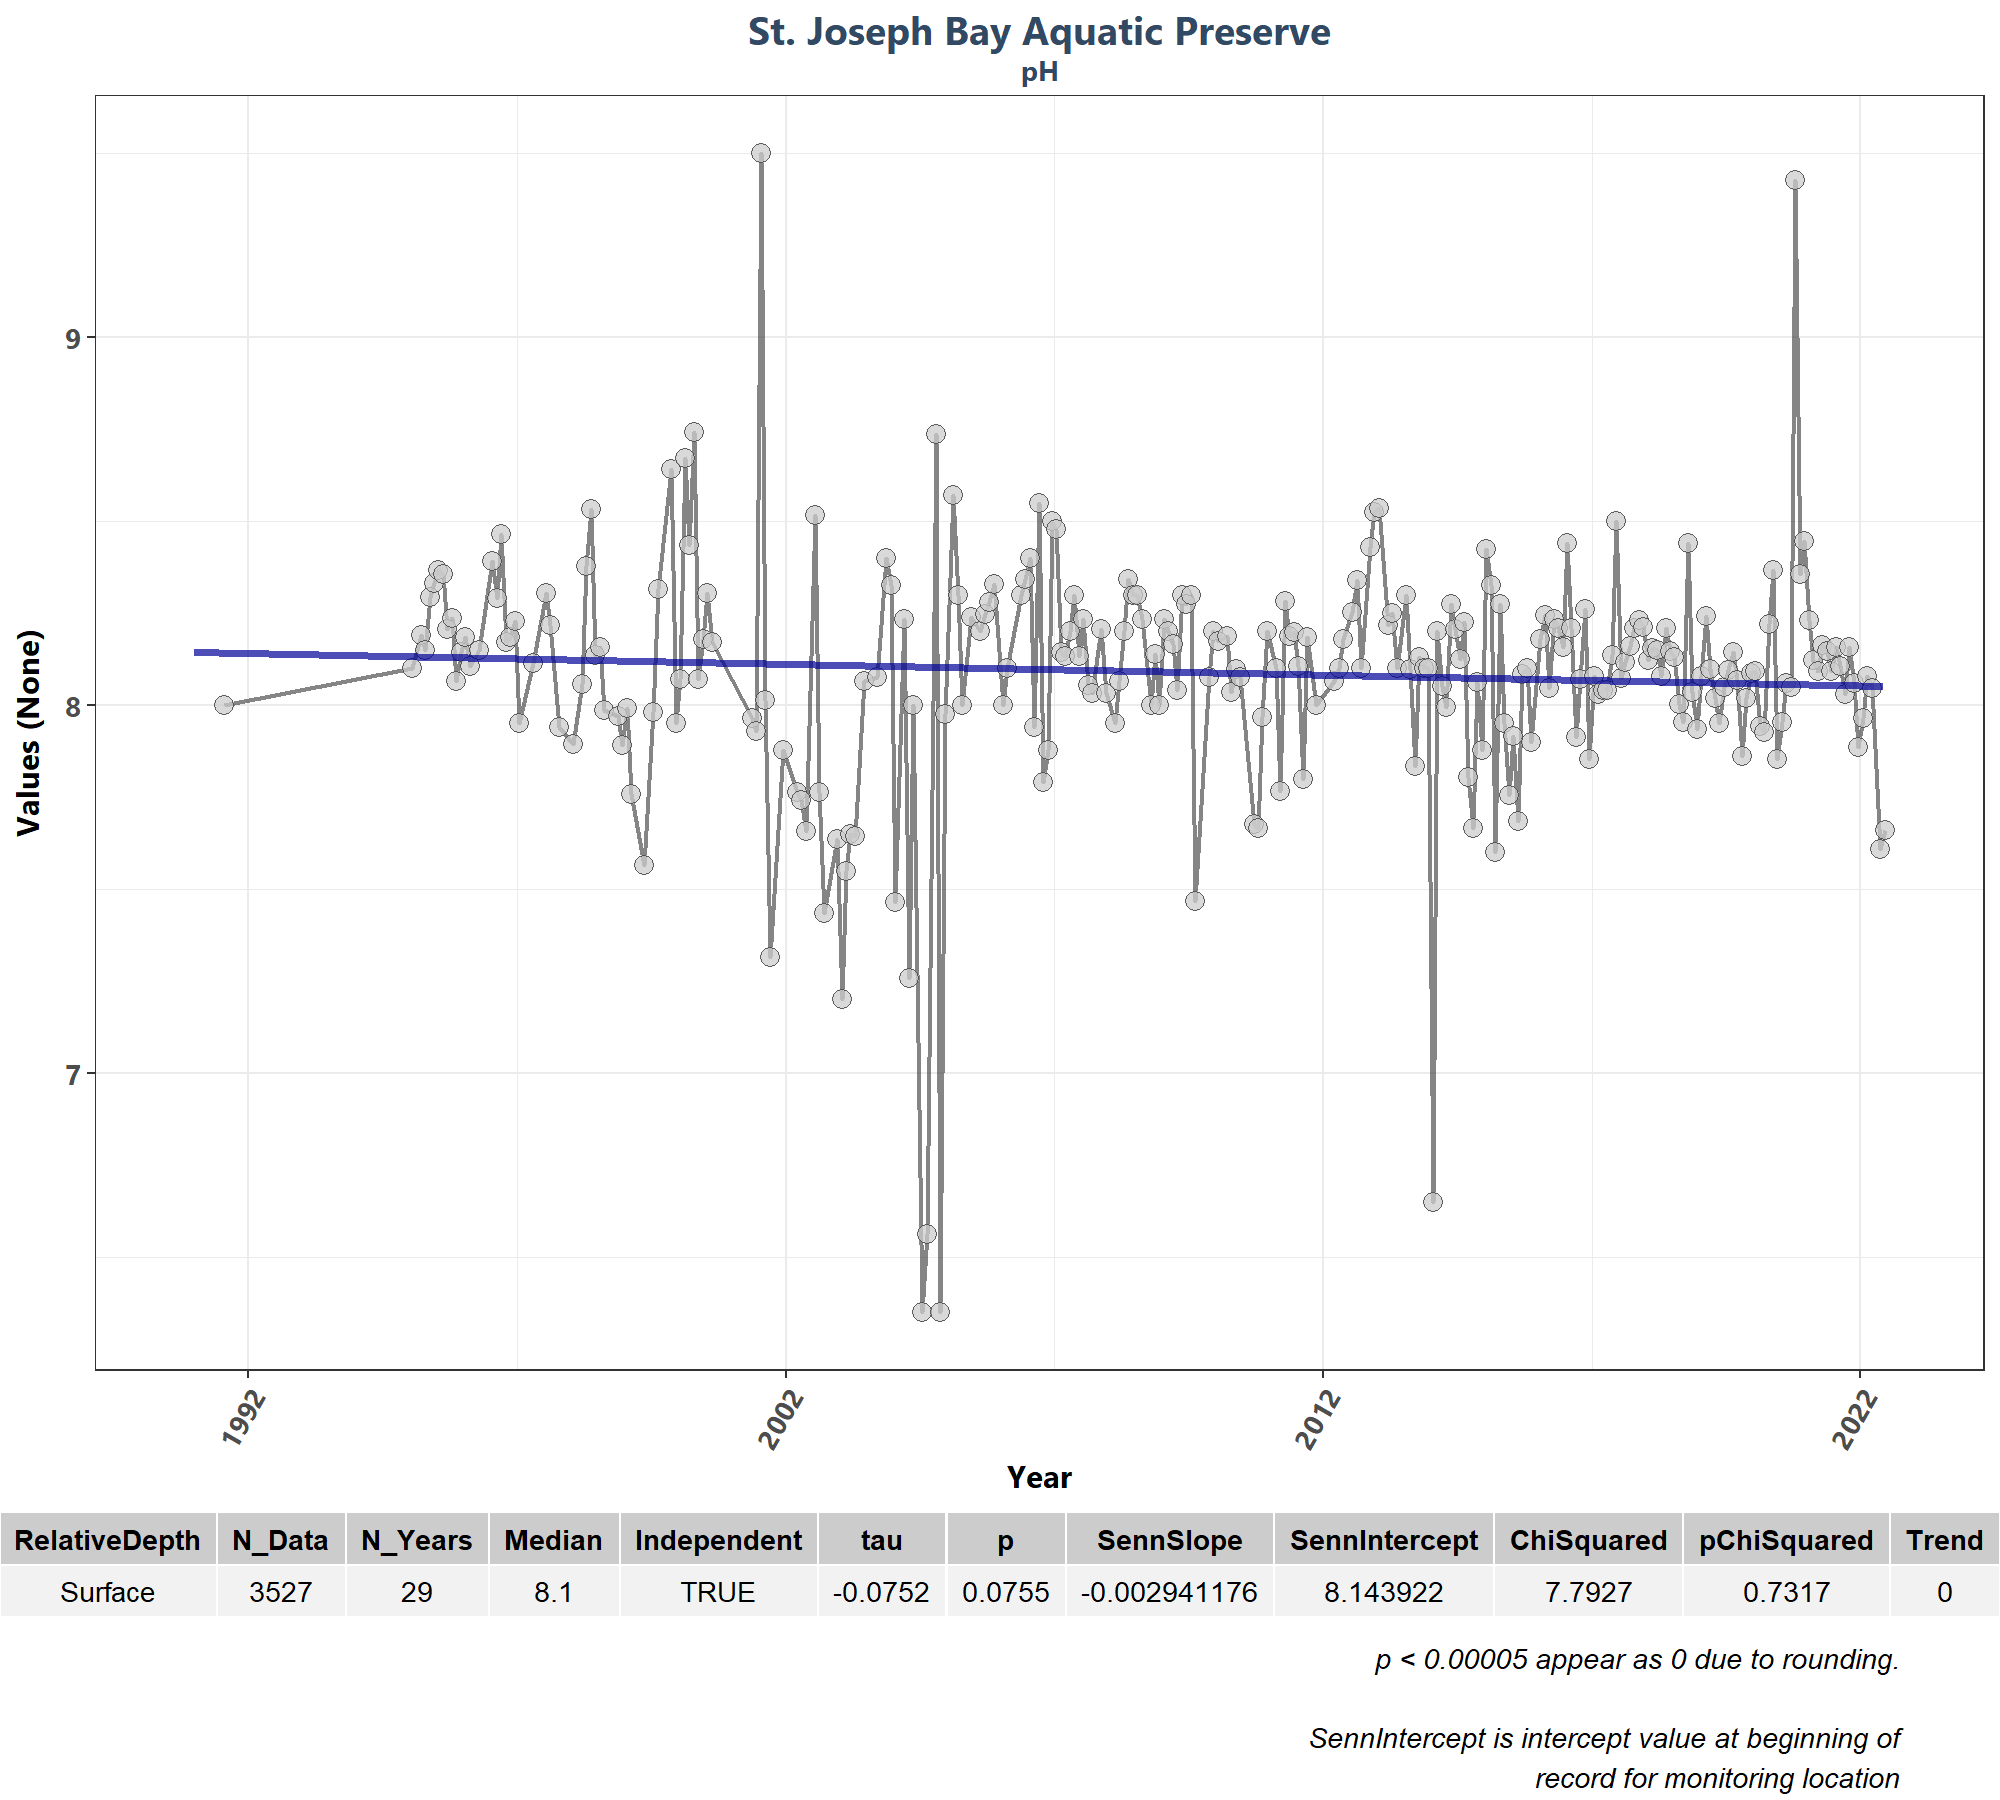 St. Joseph Bay Aquatic Preserve
pH
Values (None)
9
8
7
1992
2002
2012
2022
Year
RelativeDepth N_Data N_Years Median Independent tau p SennSlope SennIntercept ChiSquared pChiSquared Trend
Surface 3527 29 8.1 TRUE -0.0752 0.0755 -0.002941176 8.143922 7.7927 0.7317 0
p < 0.00005 appear as 0 due to rounding.
SennIntercept is intercept value at beginning of
record for monitoring location